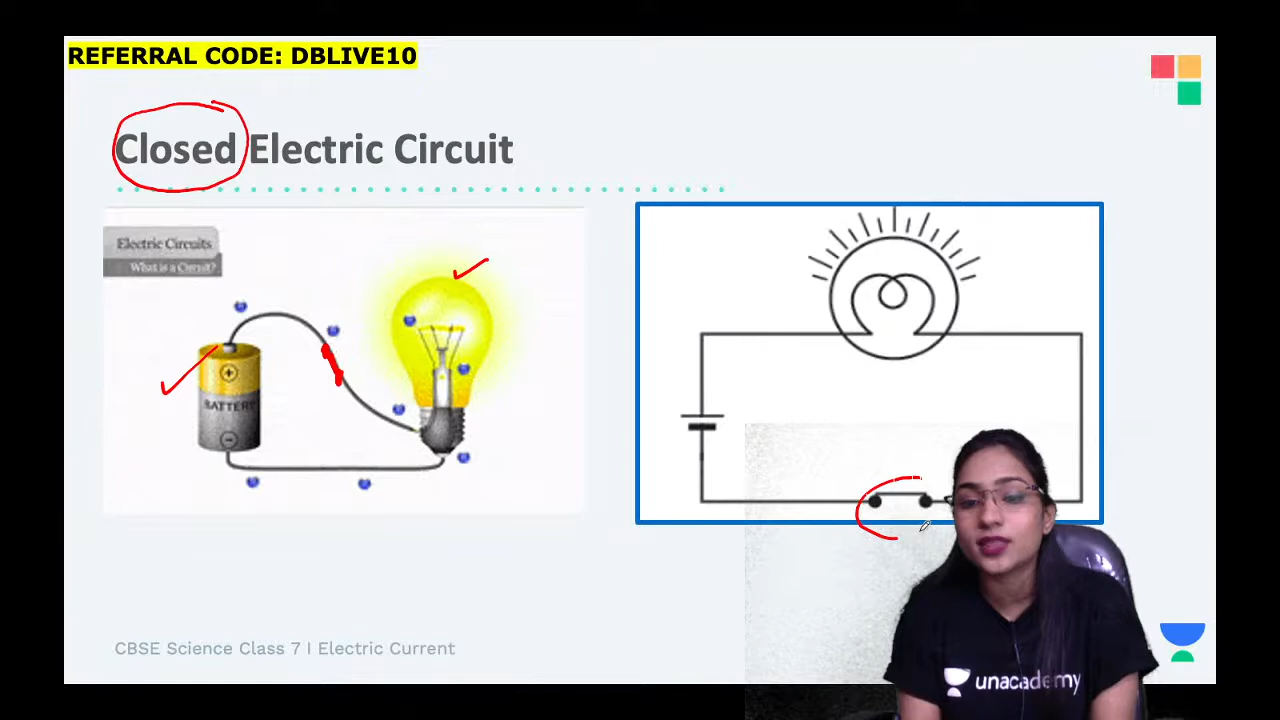 REFERRAL CODE: DBLIVE10
Closed Electric Circuit
Electric Circuits
What is a Circuit?
+
BATTERY
−
CBSE Science Class 7 I Electric Current
unacademy